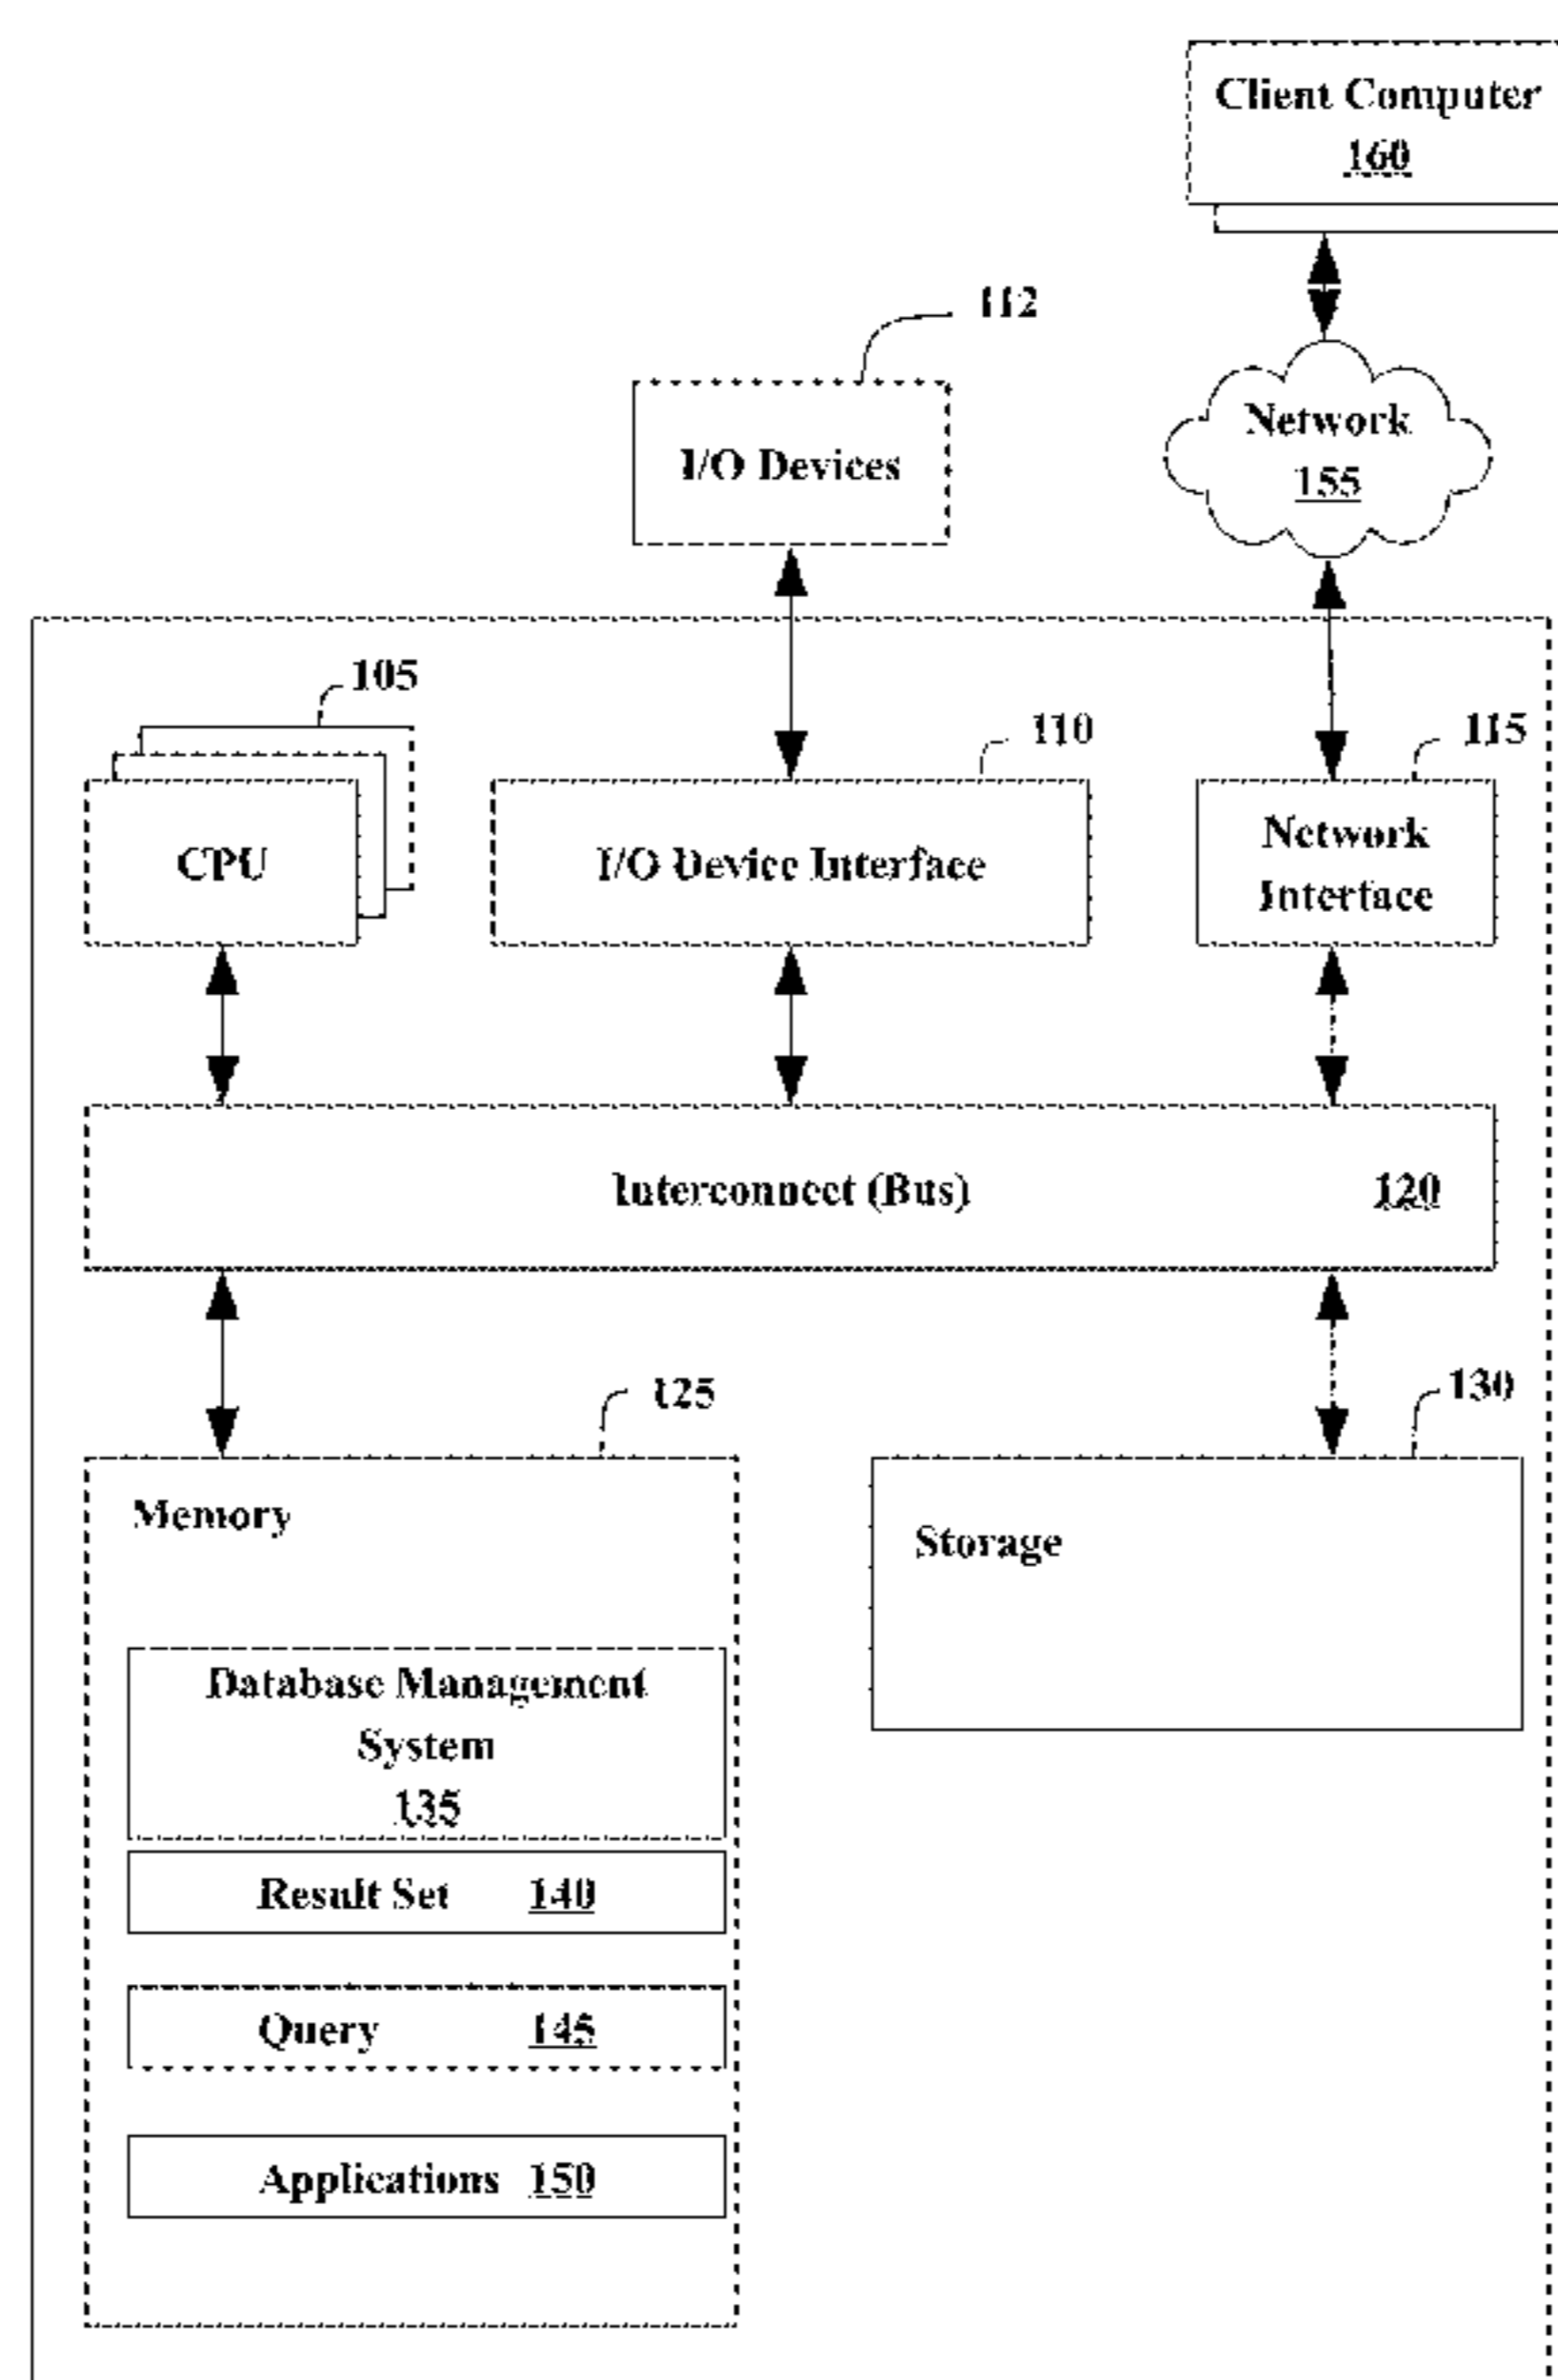 Client Computer
160
112
I/O Devices
Network
155
105
110
115
CPU
I/O Device Interface
Network
Interface
Interconnect (Bus)
120
125
130
Memory
Storage
Database Management
System
135
Result Set 140
Query 145
Applications 150